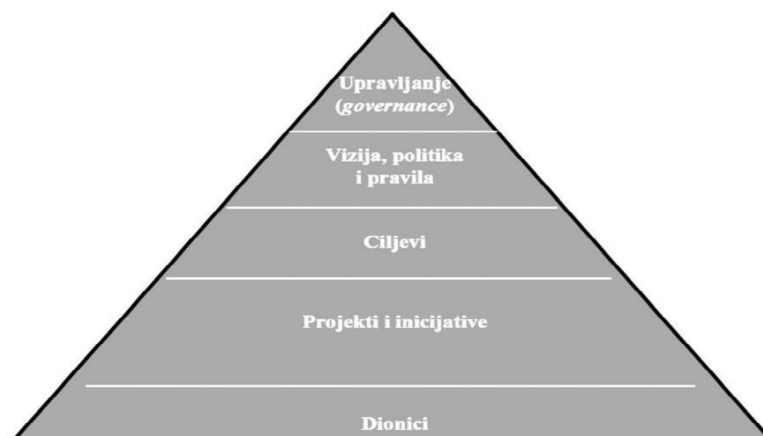 Upravljanje
(governance)
Vizija, politika
i pravila
Ciljevi
Projekti i inicijative
Dionici